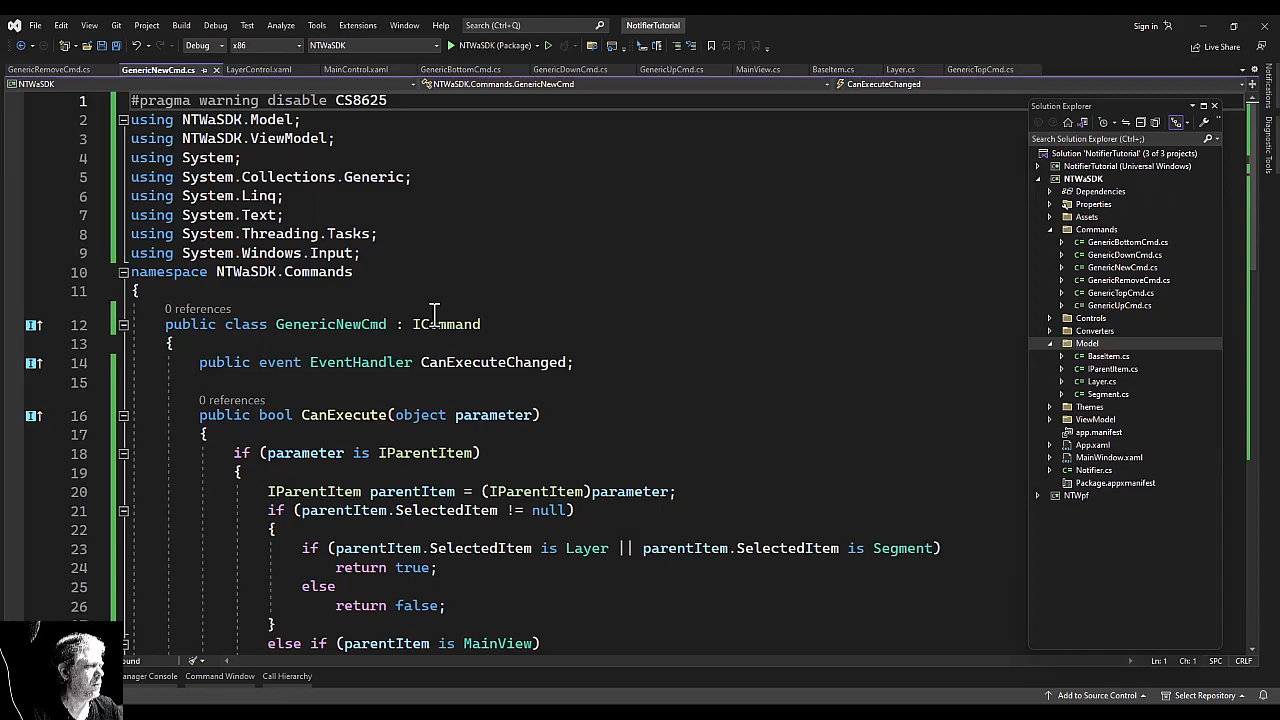 File Edit View Git Project Build Debug Test Analyze Tools Extensions Window Help Search (Ctrl+Q) NotifierTutorial Sign in
Debug x86 NTWaSDK NTWaSDK (Package) Live Share
GenericRemoveCmd.cs GenericNewCmd.cs LayerControl.xaml MainControl.xaml GenericBottomCmd.cs GenericDownCmd.cs GenericUpCmd.cs MainView.cs BaseItem.cs Layer.cs GenericTopCmd.cs
NTWaSDK NTWaSDK.Commands.GenericNewCmd CanExecuteChanged
1 #pragma warning disable CS8625
2 using NTWaSDK.Model;
3 using NTWaSDK.ViewModel;
4 using System;
5 using System.Collections.Generic;
6 using System.Linq;
7 using System.Text;
8 using System.Threading.Tasks;
9 using System.Windows.Input;
10 namespace NTWaSDK.Commands
11 {
0 references
12 public class GenericNewCmd : ICommand
13 {
14 public event EventHandler CanExecuteChanged;
15
0 references
16 public bool CanExecute(object parameter)
17 {
18 if (parameter is IParentItem)
19 {
20 IParentItem parentItem = (IParentItem)parameter;
21 if (parentItem.SelectedItem != null)
22 {
23 if (parentItem.SelectedItem is Layer || parentItem.SelectedItem is Segment)
24 return true;
25 else
26 return false;
}
else if (parentItem is MainView)
Solution Explorer
Search Solution Explorer (Ctrl+;)
Solution 'NotifierTutorial' (3 of 3 projects)
NotifierTutorial (Universal Windows)
NTWaSDK
Dependencies
Properties
Assets
Commands
GenericBottomCmd.cs
GenericDownCmd.cs
GenericNewCmd.cs
GenericRemoveCmd.cs
GenericTopCmd.cs
GenericUpCmd.cs
Controls
Converters
Model
BaseItem.cs
IParentItem.cs
Layer.cs
Segment.cs
Themes
ViewModel
app.manifest
App.xaml
MainWindow.xaml
Notifier.cs
Package.appxmanifest
NTWpf
Notifications
Diagnostic Tools
ound Ln: 1 Ch: 1 SPC CRLF
anager Console Command Window Call Hierarchy
Add to Source Control Select Repository